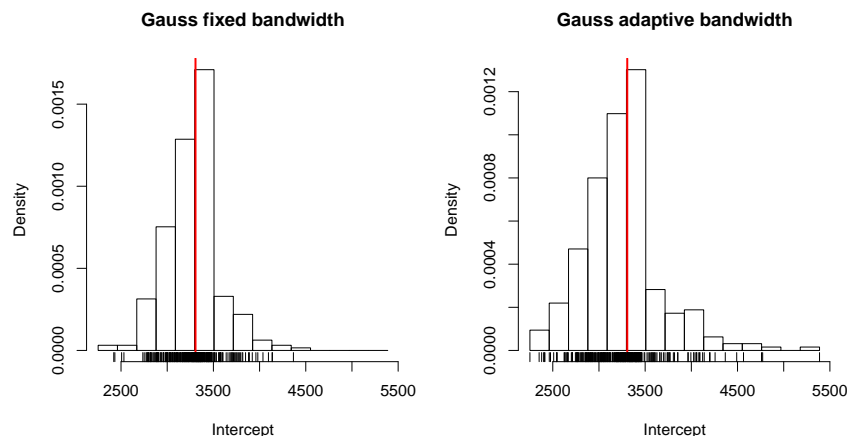 Gauss fixed bandwidth
Density
0.0000
0.0005
0.0010
0.0015
2500
3500
4500
5500
Intercept
Gauss adaptive bandwidth
Density
0.0000
0.0004
0.0008
0.0012
2500
3500
4500
5500
Intercept